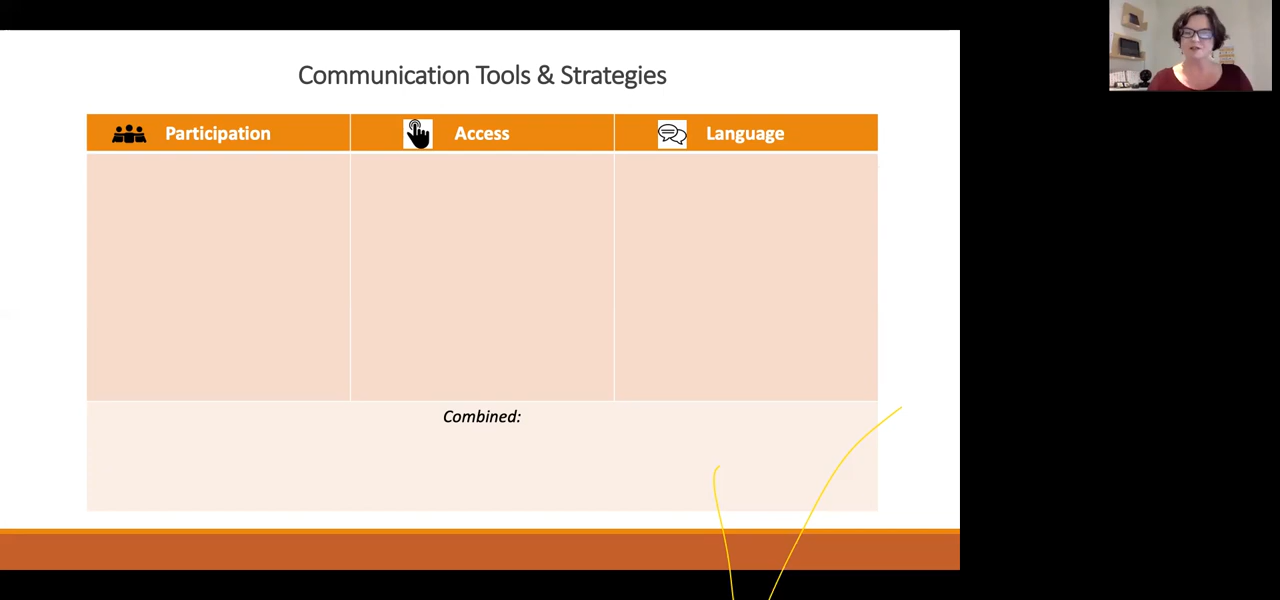 Communication Tools & Strategies
Participation Access Language
Combined: